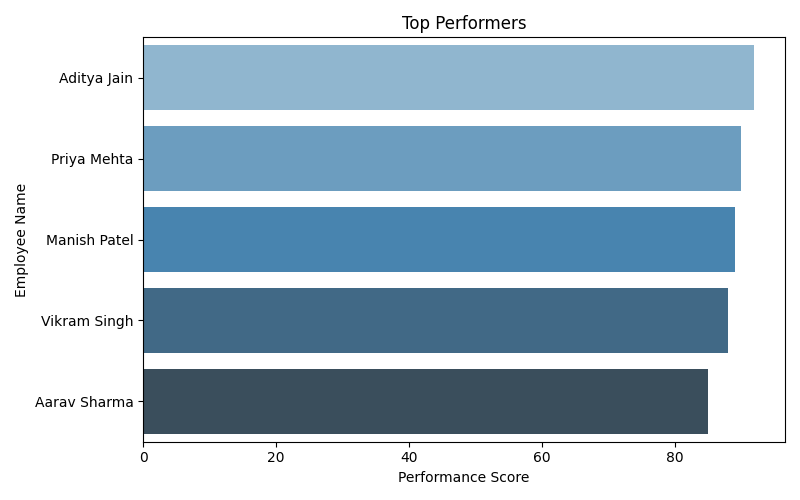 Top Performers
Employee Name
Aditya Jain
Priya Mehta
Manish Patel
Vikram Singh
Aarav Sharma
0 20 40 60 80
Performance Score